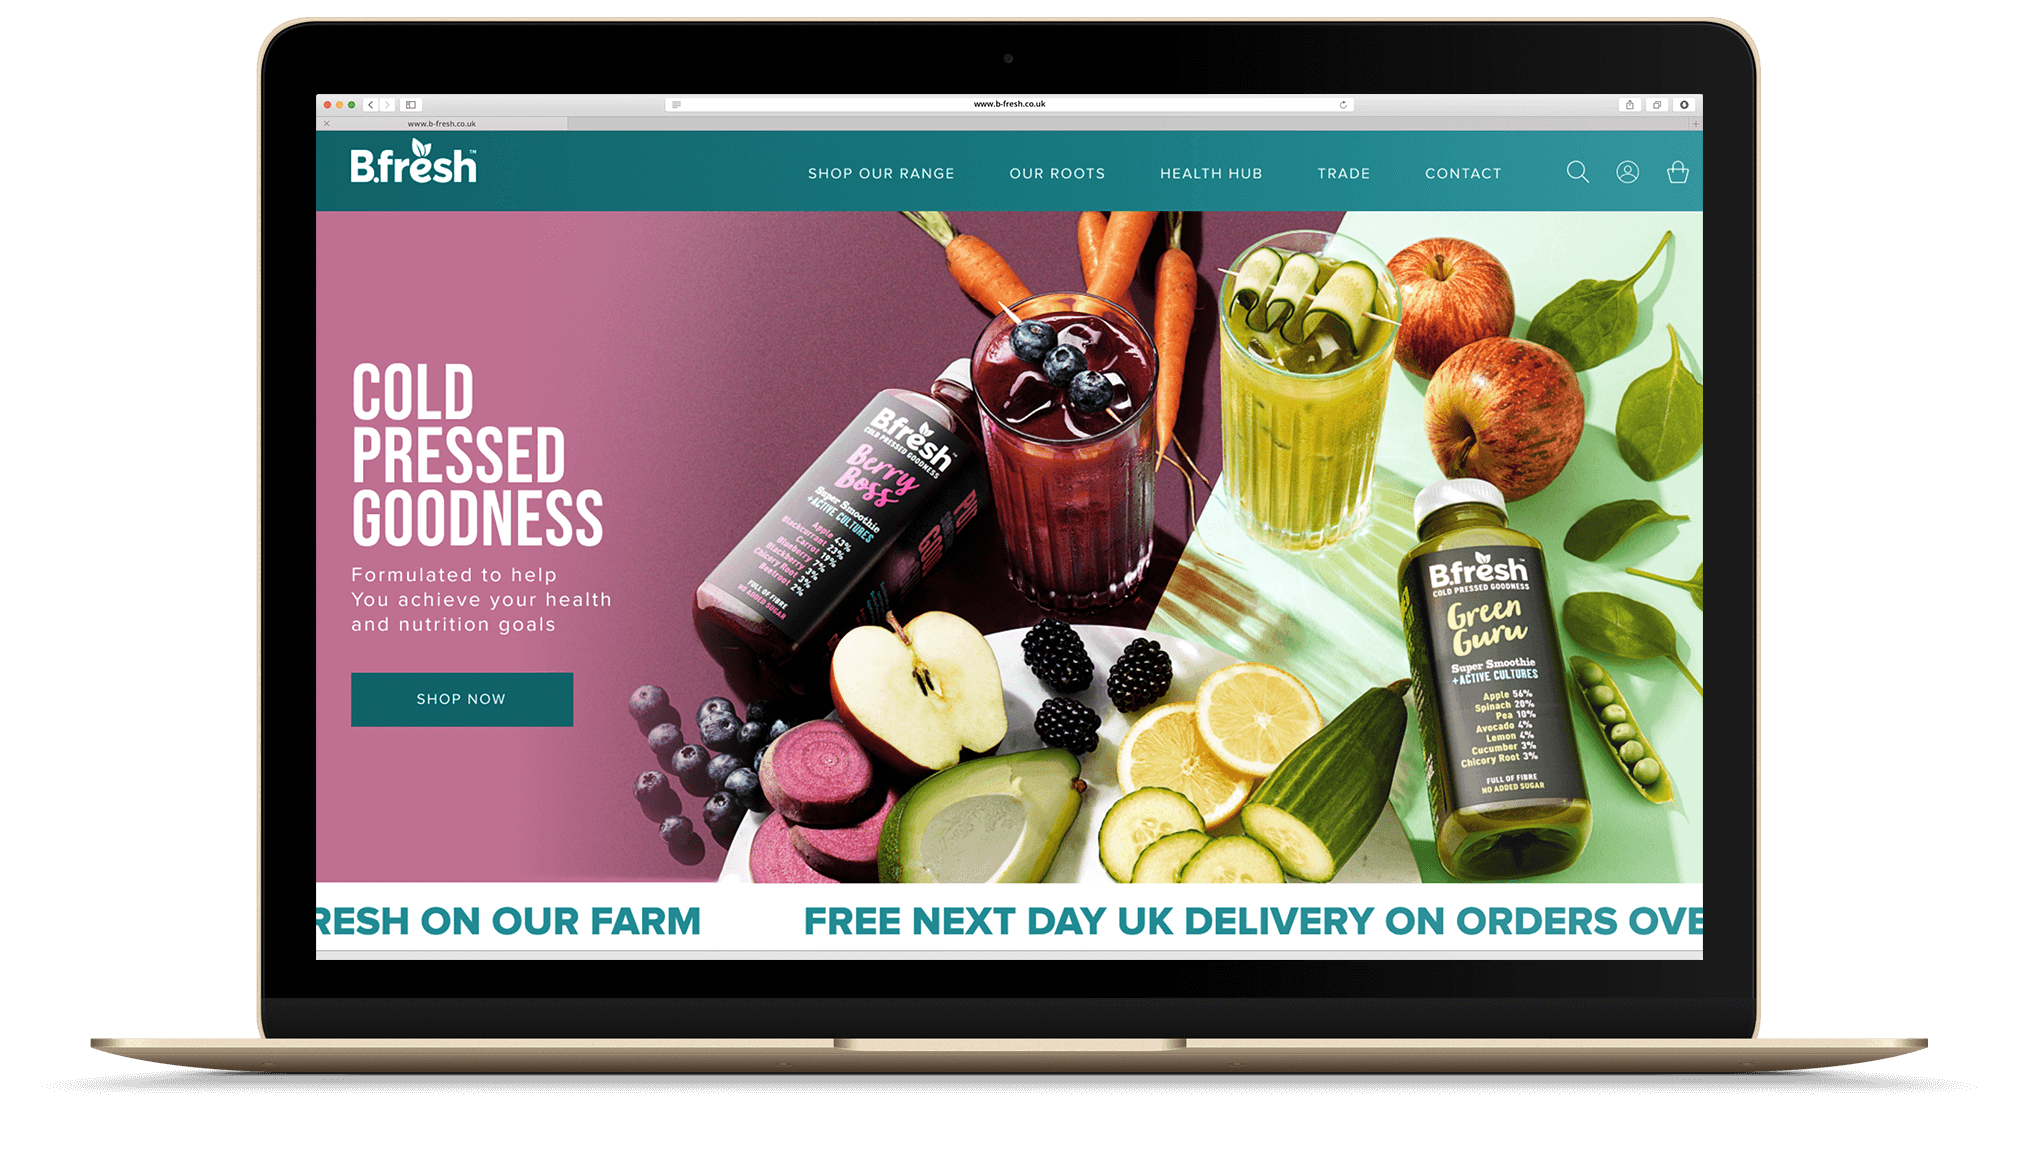 www.b-fresh.co.uk
www.b-fresh.co.uk
B.fresh™
SHOP OUR RANGE
OUR ROOTS
HEALTH HUB
TRADE
CONTACT
COLD
PRESSED
GOODNESS
Formulated to help
You achieve your health
and nutrition goals
SHOP NOW
B.fresh™
COLD PRESSED GOODNESS
Berry
Boss
Super Smoothie
+ACTIVE CULTURES
Apple 43%
Blackcurrant 23%
Carrot 19%
Blueberry 7%
Blackberry 3%
Chicory Root 3%
Beetroot 2%
FULL OF FIBRE
NO ADDED SUGAR
B.fresh
COLD PRESSED GOODNESS
Green
Guru
Super Smoothie
+ACTIVE CULTURES
Apple 56%
Spinach 20%
Pea 10%
Avocado 4%
Lemon 4%
Cucumber 3%
Chicory Root 3%
FULL OF FIBRE
NO ADDED SUGAR
RESH ON OUR FARM
FREE NEXT DAY UK DELIVERY ON ORDERS OVE